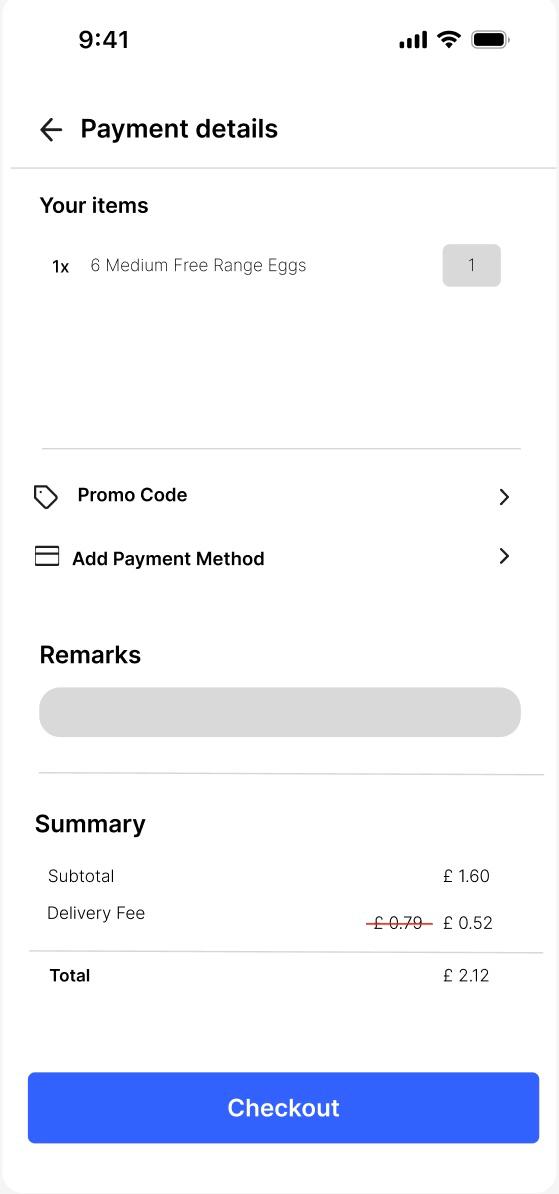 9:41
Payment details
Your items
1x 6 Medium Free Range Eggs 1
Promo Code
Add Payment Method
Remarks
Summary
Subtotal £ 1.60
Delivery Fee £ 0.79 £ 0.52
Total £ 2.12
Checkout